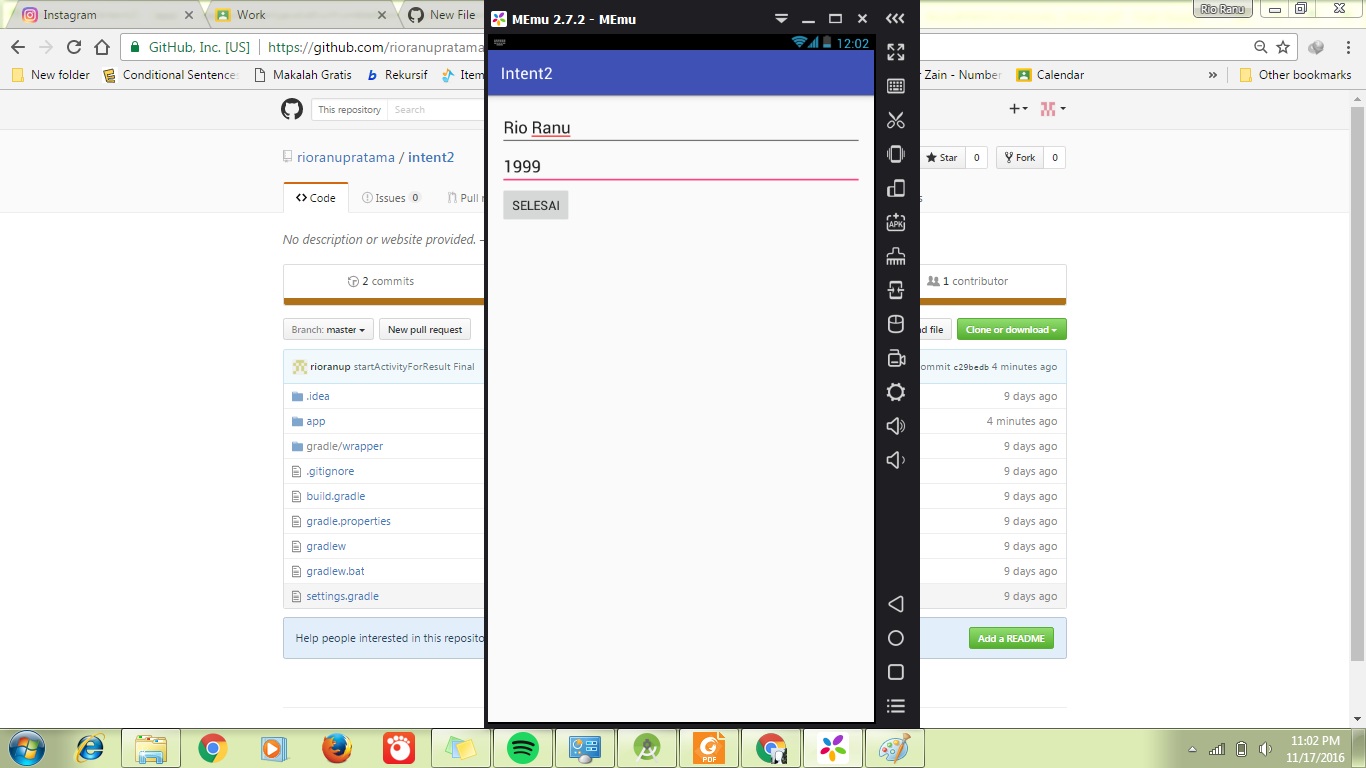 Instagram
Work
New File
MEmu 2.7.2 - MEmu
Rio Ranu
GitHub, Inc. [US]
https://github.com/rioranupratama
12:02
New folder
Conditional Sentences
Makalah Gratis
Rekursif
Item
Zain - Number
Calendar
Other bookmarks
Intent2
This repository
Search
Rio Ranu
1999
SELESAI
rioranupratama / intent2
Star 0
Fork 0
Code
Issues 0
Pull r
s
No description or website provided. —
2 commits
1 contributor
Branch: master
New pull request
d file
Clone or download
rioranup startActivityForResult Final
ommit c29bedb 4 minutes ago
.idea
9 days ago
app
4 minutes ago
gradle/wrapper
9 days ago
.gitignore
9 days ago
build.gradle
9 days ago
gradle.properties
9 days ago
gradlew
9 days ago
gradlew.bat
9 days ago
settings.gradle
9 days ago
Help people interested in this reposito
Add a README
APK
PDF
11:02 PM
11/17/2016